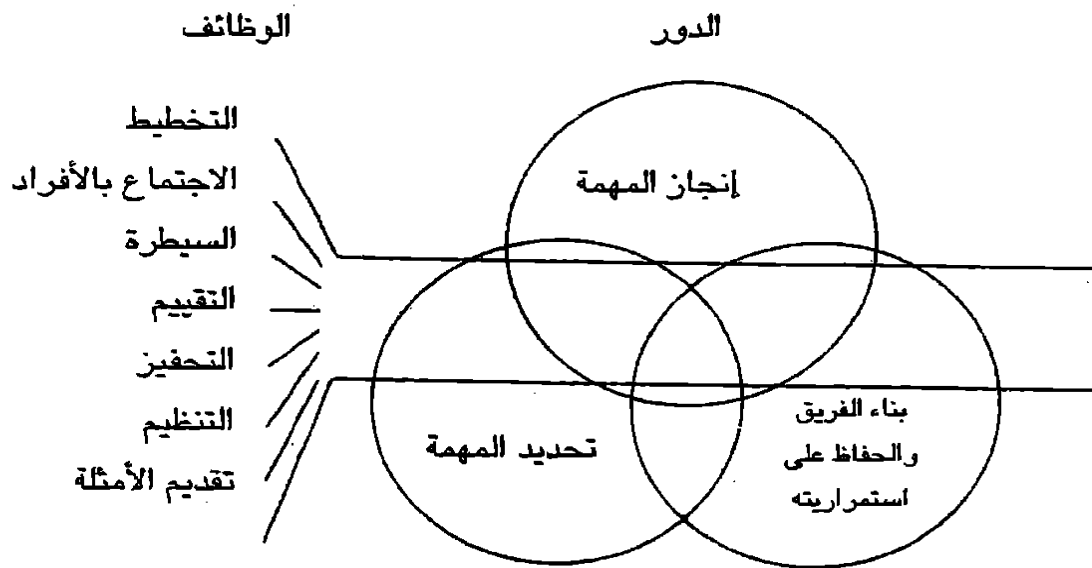 الدور
الوظائف
إنجاز المهمة
تحديد المهمة
بناء الفريق
والحفاظ على
استمراريته
التخطيط
الاجتماع بالأفراد
السيطرة
التقييم
التحفيز
التنظيم
تقديم الأمثلة